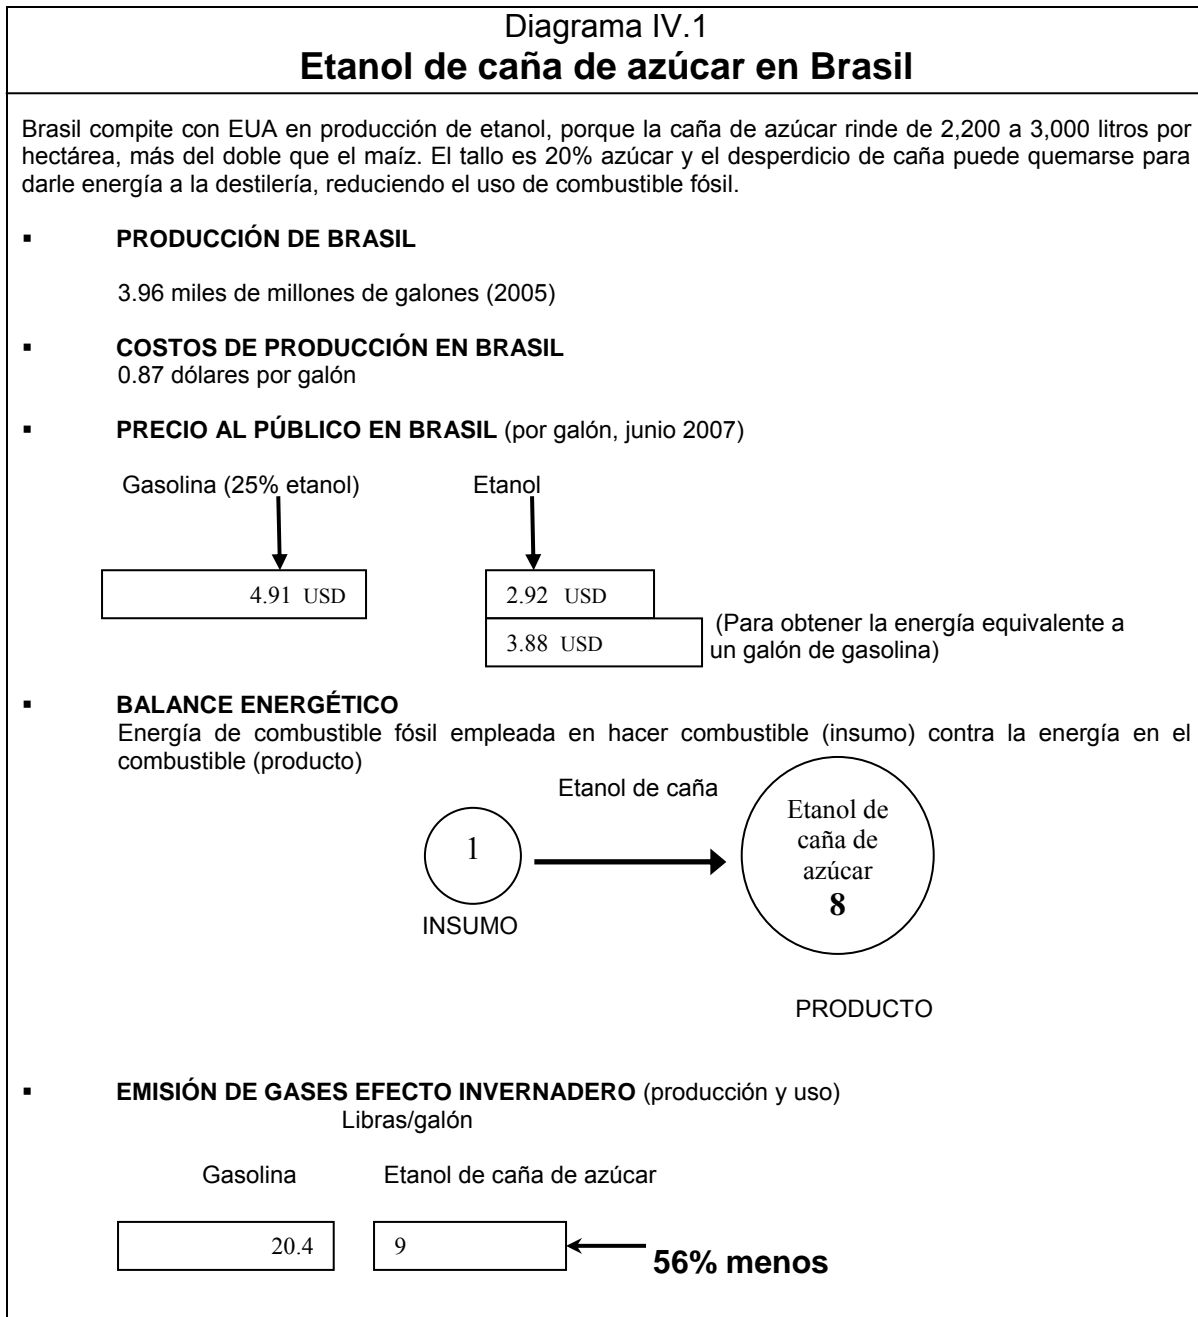 Diagrama IV.1
Etanol de caña de azúcar en Brasil
Brasil compite con EUA en producción de etanol, porque la caña de azúcar rinde de 2,200 a 3,000 litros por
hectárea, más del doble que el maíz. El tallo es 20% azúcar y el desperdicio de caña puede quemarse para
darle energía a la destilería, reduciendo el uso de combustible fósil.
▪ PRODUCCIÓN DE BRASIL
3.96 miles de millones de galones (2005)
▪ COSTOS DE PRODUCCIÓN EN BRASIL
0.87 dólares por galón
▪ PRECIO AL PÚBLICO EN BRASIL (por galón, junio 2007)
Gasolina (25% etanol) Etanol
4.91 USD 2.92 USD
3.88 USD
(Para obtener la energía equivalente a
un galón de gasolina)
▪ BALANCE ENERGÉTICO
Energía de combustible fósil empleada en hacer combustible (insumo) contra la energía en el
combustible (producto)
Etanol de caña
1
INSUMO
Etanol de
caña de
azúcar
8
PRODUCTO
▪ EMISIÓN DE GASES EFECTO INVERNADERO (producción y uso)
Libras/galón
Gasolina Etanol de caña de azúcar
20.4 9
56% menos